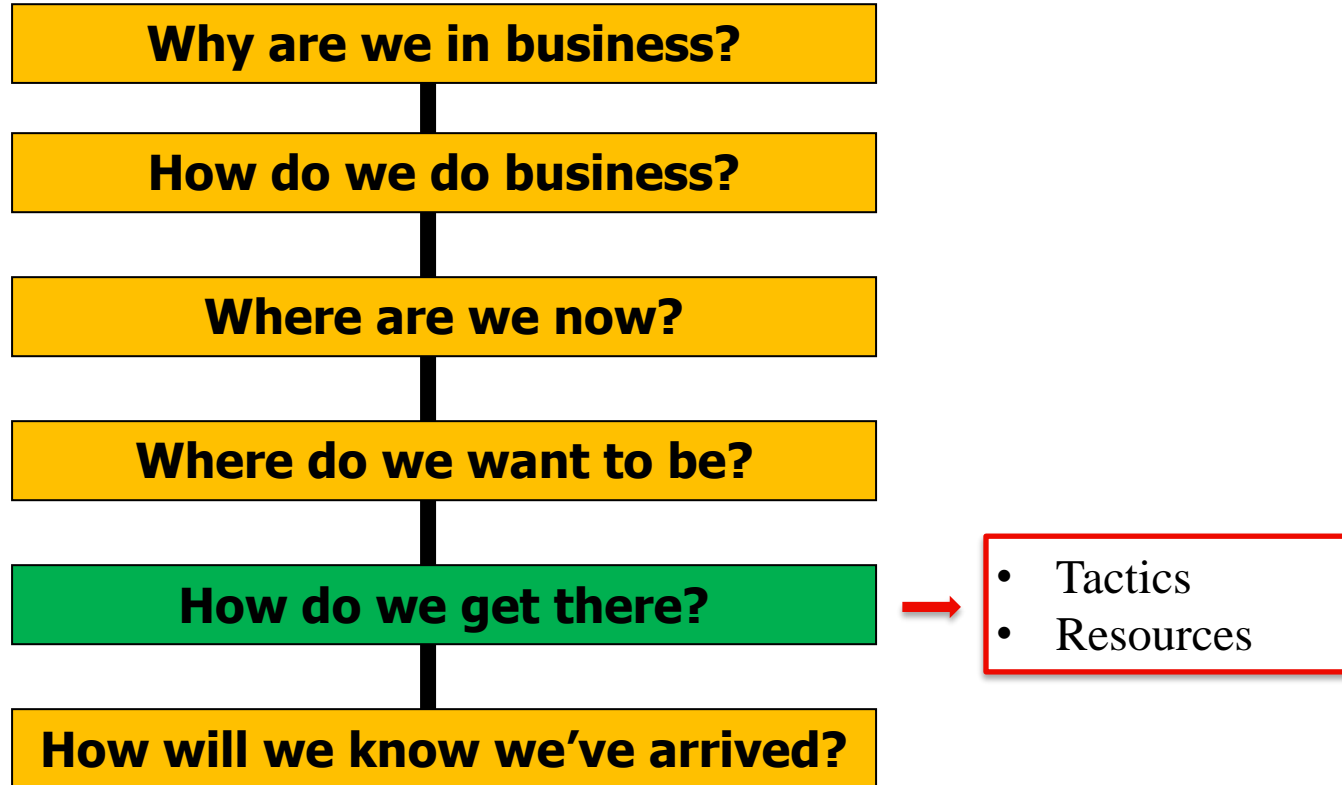 Why are we in business?
How do we do business?
Where are we now?
Where do we want to be?
How do we get there?
• Tactics
• Resources
How will we know we’ve arrived?